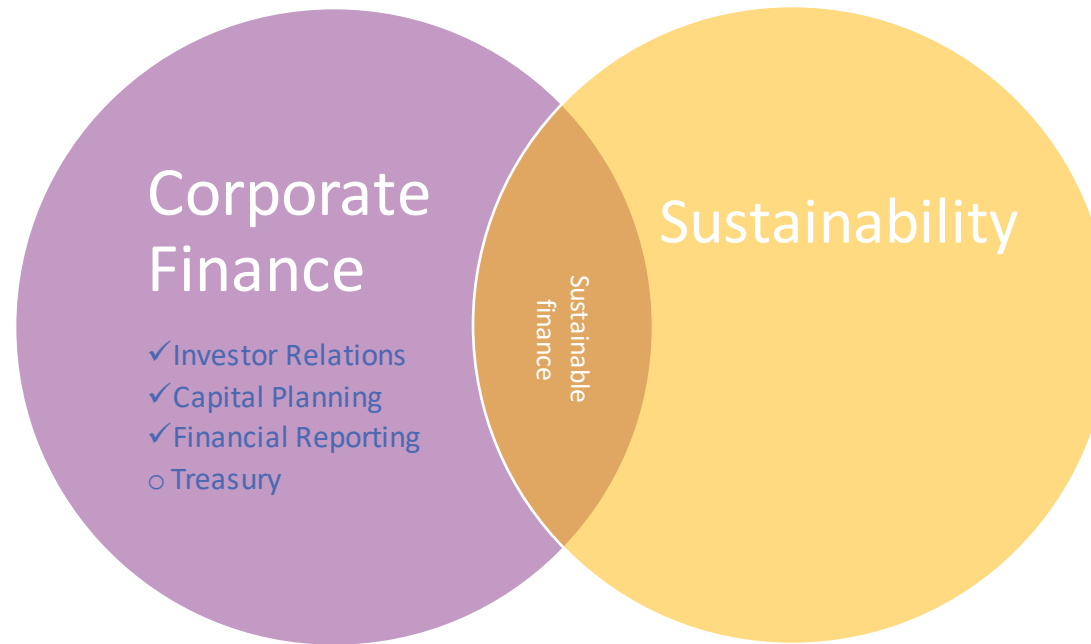 Corporate
Finance
✓Investor Relations
✓Capital Planning
✓Financial Reporting
○ Treasury
Sustainable
finance
Sustainability